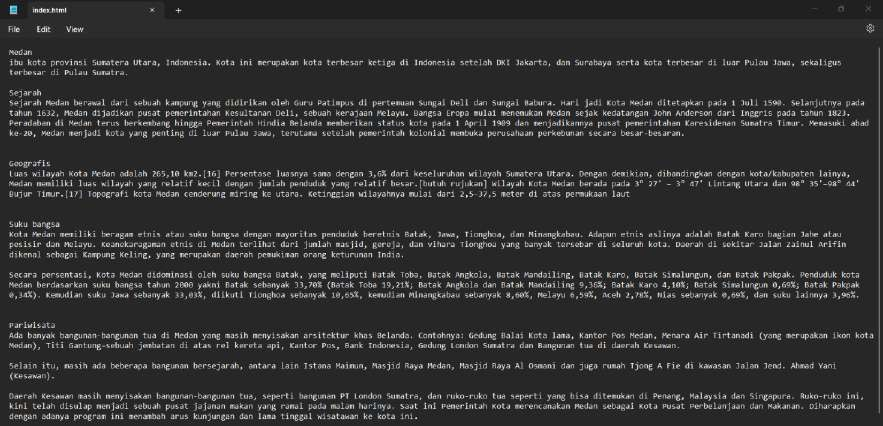 index.html
File Edit View
Medan
ibu kota provinsi Sumatera Utara, Indonesia. Kota ini merupakan kota terbesar ketiga di Indonesia setelah DKI Jakarta, dan Surabaya serta kota terbesar di luar Pulau Jawa, sekaligus
terbesar di Pulau Sumatra.
Sejarah
Sejarah Medan berawal dari sebuah kampung yang didirikan oleh Guru Patimpus di pertemuan Sungai Deli dan Sungai Babura. Hari jadi Kota Medan ditetapkan pada 1 Juli 1590. Selanjutnya pada
tahun 1632, Medan dijadikan pusat pemerintahan Kesultanan Deli, sebuah kerajaan Melayu. Bangsa Eropa mulai menemukan Medan sejak kedatangan John Anderson dari Inggris pada tahun 1823.
Peradaban di Medan terus berkembang hingga Pemerintah Hindia Belanda memberikan status kota pada 1 April 1909 dan menjadikannya pusat pemerintahan Karesidenan Sumatra Timur. Memasuki abad
ke-20, Medan menjadi kota yang penting di luar Pulau Jawa, terutama setelah pemerintah kolonial membuka perusahaan perkebunan secara besar-besaran.
Geografis
Luas wilayah Kota Medan adalah 265,10 km2.[16] Persentase luasnya sama dengan 3,6% dari keseluruhan wilayah Sumatera Utara. Dengan demikian, dibandingkan dengan kota/kabupaten lainya,
Medan memiliki luas wilayah yang relatif kecil dengan jumlah penduduk yang relatif besar.[butuh rujukan] Wilayah Kota Medan berada pada 3° 27' – 3° 47' Lintang Utara dan 98° 35'–98° 44'
Bujur Timur.[17] Topografi kota Medan cenderung miring ke utara. Ketinggian wilayahnya mulai dari 2,5-37,5 meter di atas permukaan laut
Suku bangsa
Kota Medan memiliki beragam etnis atau suku bangsa dengan mayoritas penduduk beretnis Batak, Jawa, Tionghoa, dan Minangkabau. Adapun etnis aslinya adalah Batak Karo bagian Jahe atau
pesisir dan Melayu. Keanekaragaman etnis di Medan terlihat dari jumlah masjid, gereja, dan vihara Tionghoa yang banyak tersebar di seluruh kota. Daerah di sekitar Jalan Zainul Arifin
dikenal sebagai Kampung Keling, yang merupakan daerah pemukiman orang keturunan India.
Secara persentasi, Kota Medan didominasi oleh suku bangsa Batak, yang meliputi Batak Toba, Batak Angkola, Batak Mandailing, Batak Karo, Batak Simalungun, dan Batak Pakpak. Penduduk kota
Medan berdasarkan suku bangsa tahun 2000 yakni Batak sebanyak 33,70% (Batak Toba 19,21%; Batak Angkola dan Batak Mandailing 9,36%; Batak Karo 4,10%; Batak Simalungun 0,69%; Batak Pakpak
0,34%). Kemudian suku Jawa sebanyak 33,03%, diikuti Tionghoa sebanyak 10,65%, kemudian Minangkabau sebanyak 8,60%, Melayu 6,59%, Aceh 2,78%, Nias sebanyak 0,69%, dan suku lainnya 3,96%.
Pariwisata
Ada banyak bangunan-bangunan tua di Medan yang masih menyisakan arsitektur khas Belanda. Contohnya: Gedung Balai Kota lama, Kantor Pos Medan, Menara Air Tirtanadi (yang merupakan ikon kota
Medan), Titi Gantung–sebuah jembatan di atas rel kereta api, Kantor Pos, Bank Indonesia, Gedung London Sumatra dan Bangunan tua di daerah Kesawan.
Selain itu, masih ada beberapa bangunan bersejarah, antara lain Istana Maimun, Masjid Raya Medan, Masjid Raya Al Osmani dan juga rumah Tjong A Fie di kawasan Jalan Jend. Ahmad Yani
(Kesawan).
Daerah Kesawan masih menyisakan bangunan-bangunan tua, seperti bangunan PT London Sumatra, dan ruko-ruko tua seperti yang bisa ditemukan di Penang, Malaysia dan Singapura. Ruko-ruko ini,
kini telah disulap menjadi sebuah pusat jajanan makan yang ramai pada malam harinya. Saat ini Pemerintah Kota merencanakan Medan sebagai Kota Pusat Perbelanjaan dan Makanan. Diharapkan
dengan adanya program ini menambah arus kunjungan dan lama tinggal wisatawan ke kota ini.